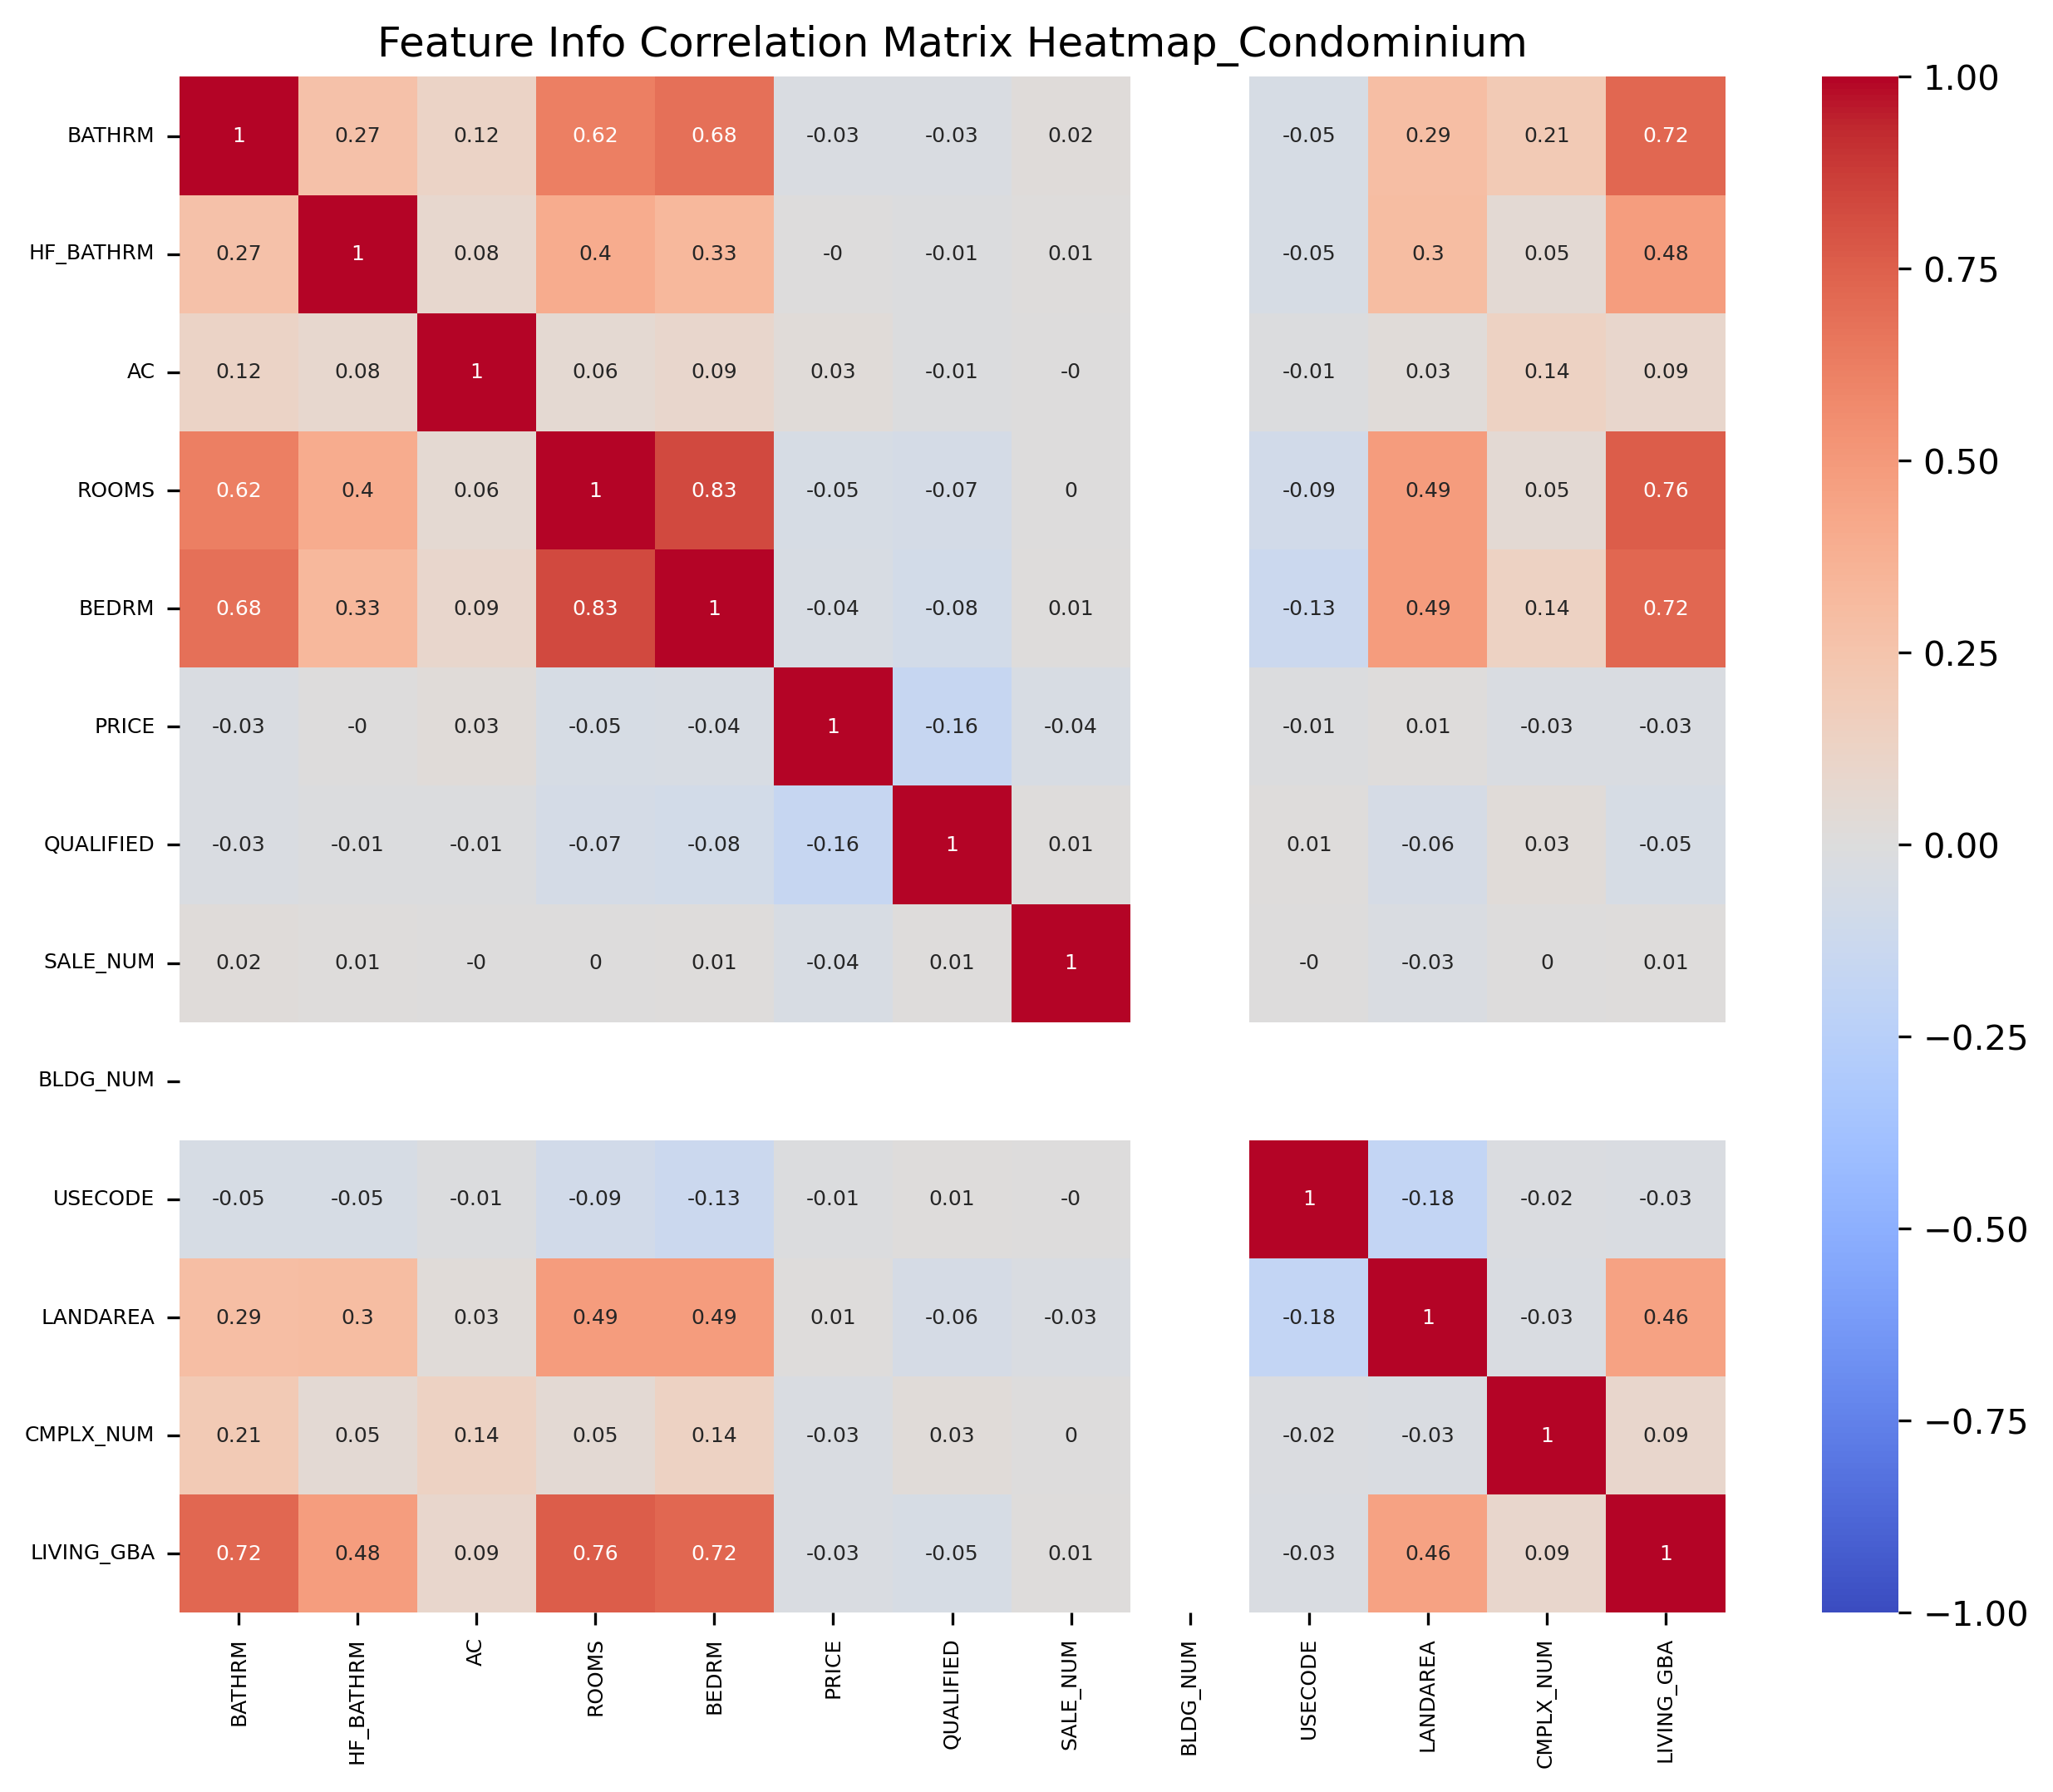 Feature Info Correlation Matrix Heatmap_Condominium
BATHRM 1 0.27 0.12 0.62 0.68 -0.03 -0.03 0.02 -0.05 0.29 0.21 0.72
HF_BATHRM 0.27 1 0.08 0.4 0.33 -0 -0.01 0.01 -0.05 0.3 0.05 0.48
AC 0.12 0.08 1 0.06 0.09 0.03 -0.01 -0 -0.01 0.03 0.14 0.09
ROOMS 0.62 0.4 0.06 1 0.83 -0.05 -0.07 0 -0.09 0.49 0.05 0.76
BEDRM 0.68 0.33 0.09 0.83 1 -0.04 -0.08 0.01 -0.13 0.49 0.14 0.72
PRICE -0.03 -0 0.03 -0.05 -0.04 1 -0.16 -0.04 -0.01 0.01 -0.03 -0.03
QUALIFIED -0.03 -0.01 -0.01 -0.07 -0.08 -0.16 1 0.01 0.01 -0.06 0.03 -0.05
SALE_NUM 0.02 0.01 -0 0 0.01 -0.04 0.01 1 -0 -0.03 0 0.01
BLDG_NUM
USECODE -0.05 -0.05 -0.01 -0.09 -0.13 -0.01 0.01 -0 1 -0.18 -0.02 -0.03
LANDAREA 0.29 0.3 0.03 0.49 0.49 0.01 -0.06 -0.03 -0.18 1 -0.03 0.46
CMPLX_NUM 0.21 0.05 0.14 0.05 0.14 -0.03 0.03 0 -0.02 -0.03 1 0.09
LIVING_GBA 0.72 0.48 0.09 0.76 0.72 -0.03 -0.05 0.01 -0.03 0.46 0.09 1
BATHRM HF_BATHRM AC ROOMS BEDRM PRICE QUALIFIED SALE_NUM BLDG_NUM USECODE LANDAREA CMPLX_NUM LIVING_GBA
1.00
0.75
0.50
0.25
0.00
−0.25
−0.50
−0.75
−1.00